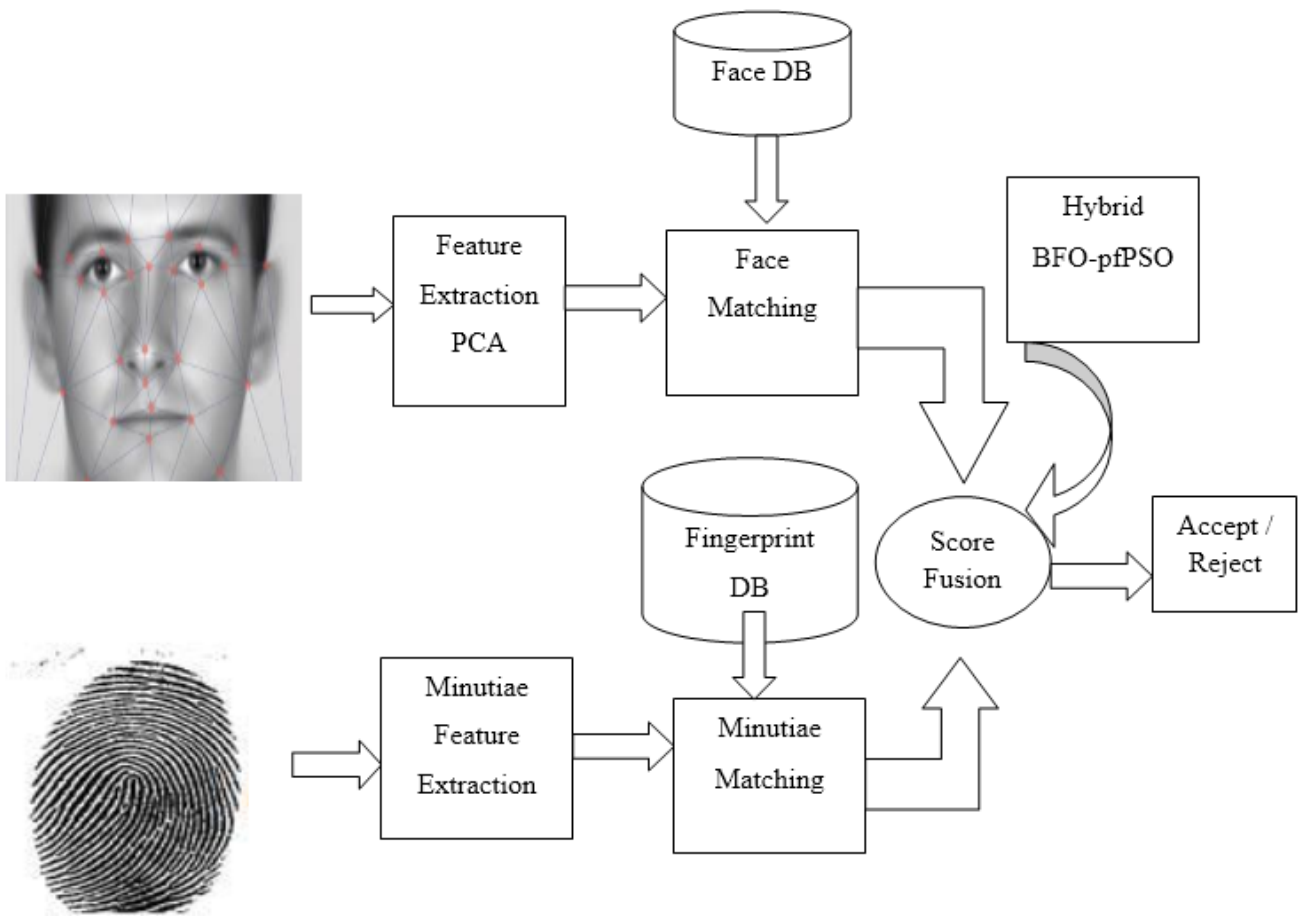 Face DB
Hybrid
BFO-pfPSO
Feature
Extraction
PCA
Face
Matching
Fingerprint
DB
Score
Fusion
Accept /
Reject
Minutiae
Feature
Extraction
Minutiae
Matching